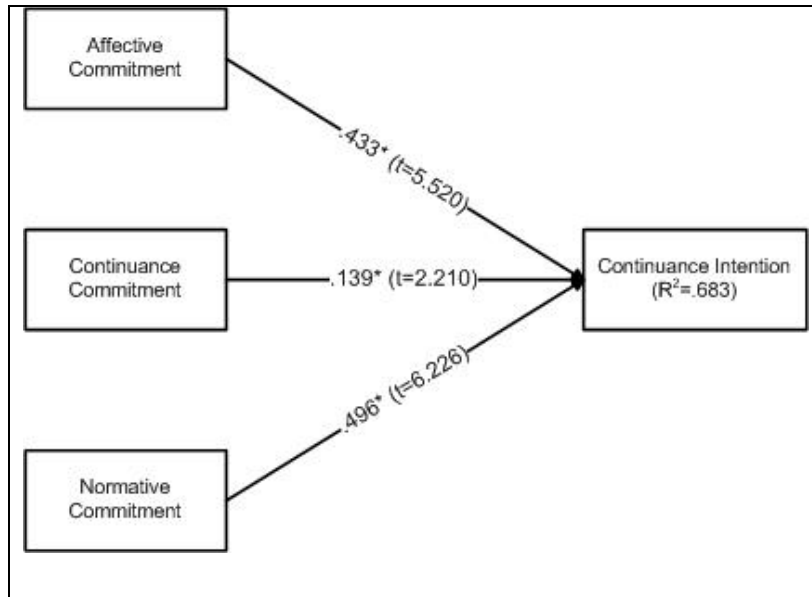 Affective
Commitment
.433* (t=5.520)
Continuance
Commitment
.139* (t=2.210)
Continuance Intention
(R²=.683)
.496* (t=6.226)
Normative
Commitment